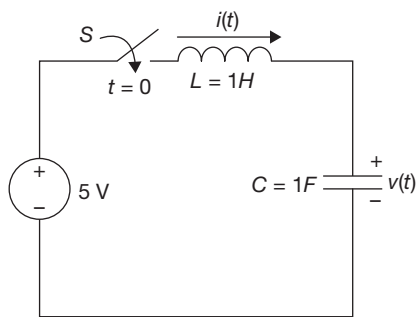 S
i(t)
t = 0
L = 1H
+
5 V
−
C = 1F
+
v(t)
−